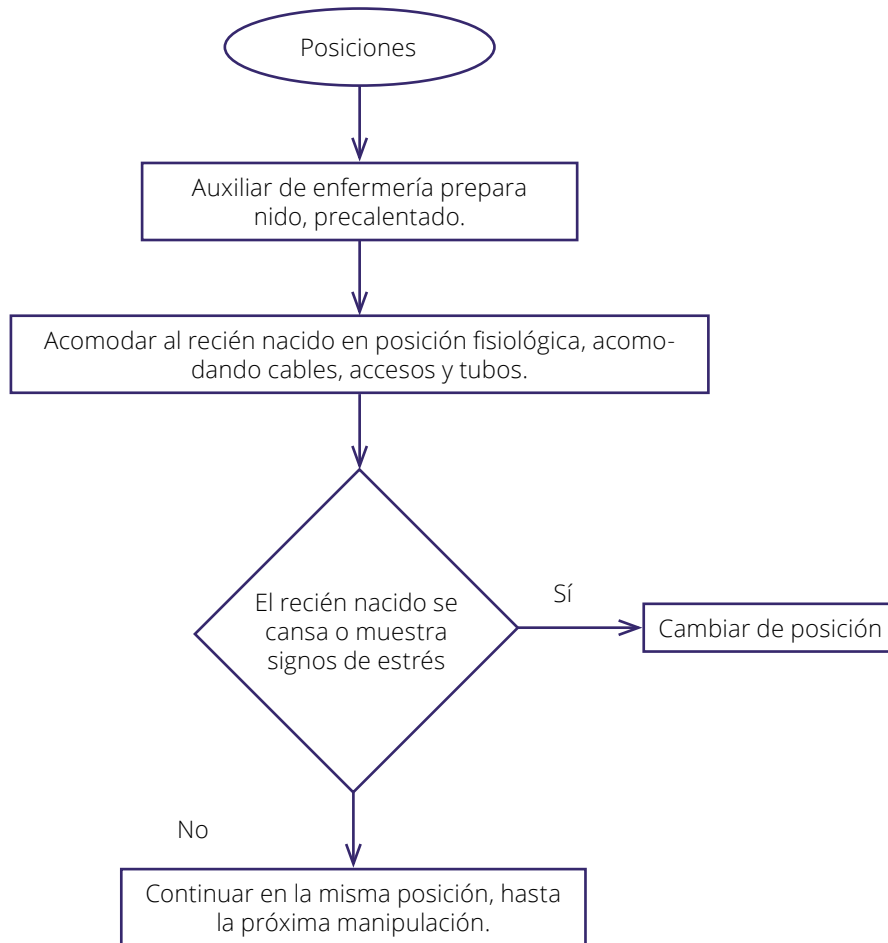 Posiciones
Auxiliar de enfermería prepara
nido, precalentado.
Acomodar al recién nacido en posición fisiológica, acomo-
dando cables, accesos y tubos.
El recién nacido se
cansa o muestra
signos de estrés
Sí
Cambiar de posición
No
Continuar en la misma posición, hasta
la próxima manipulación.